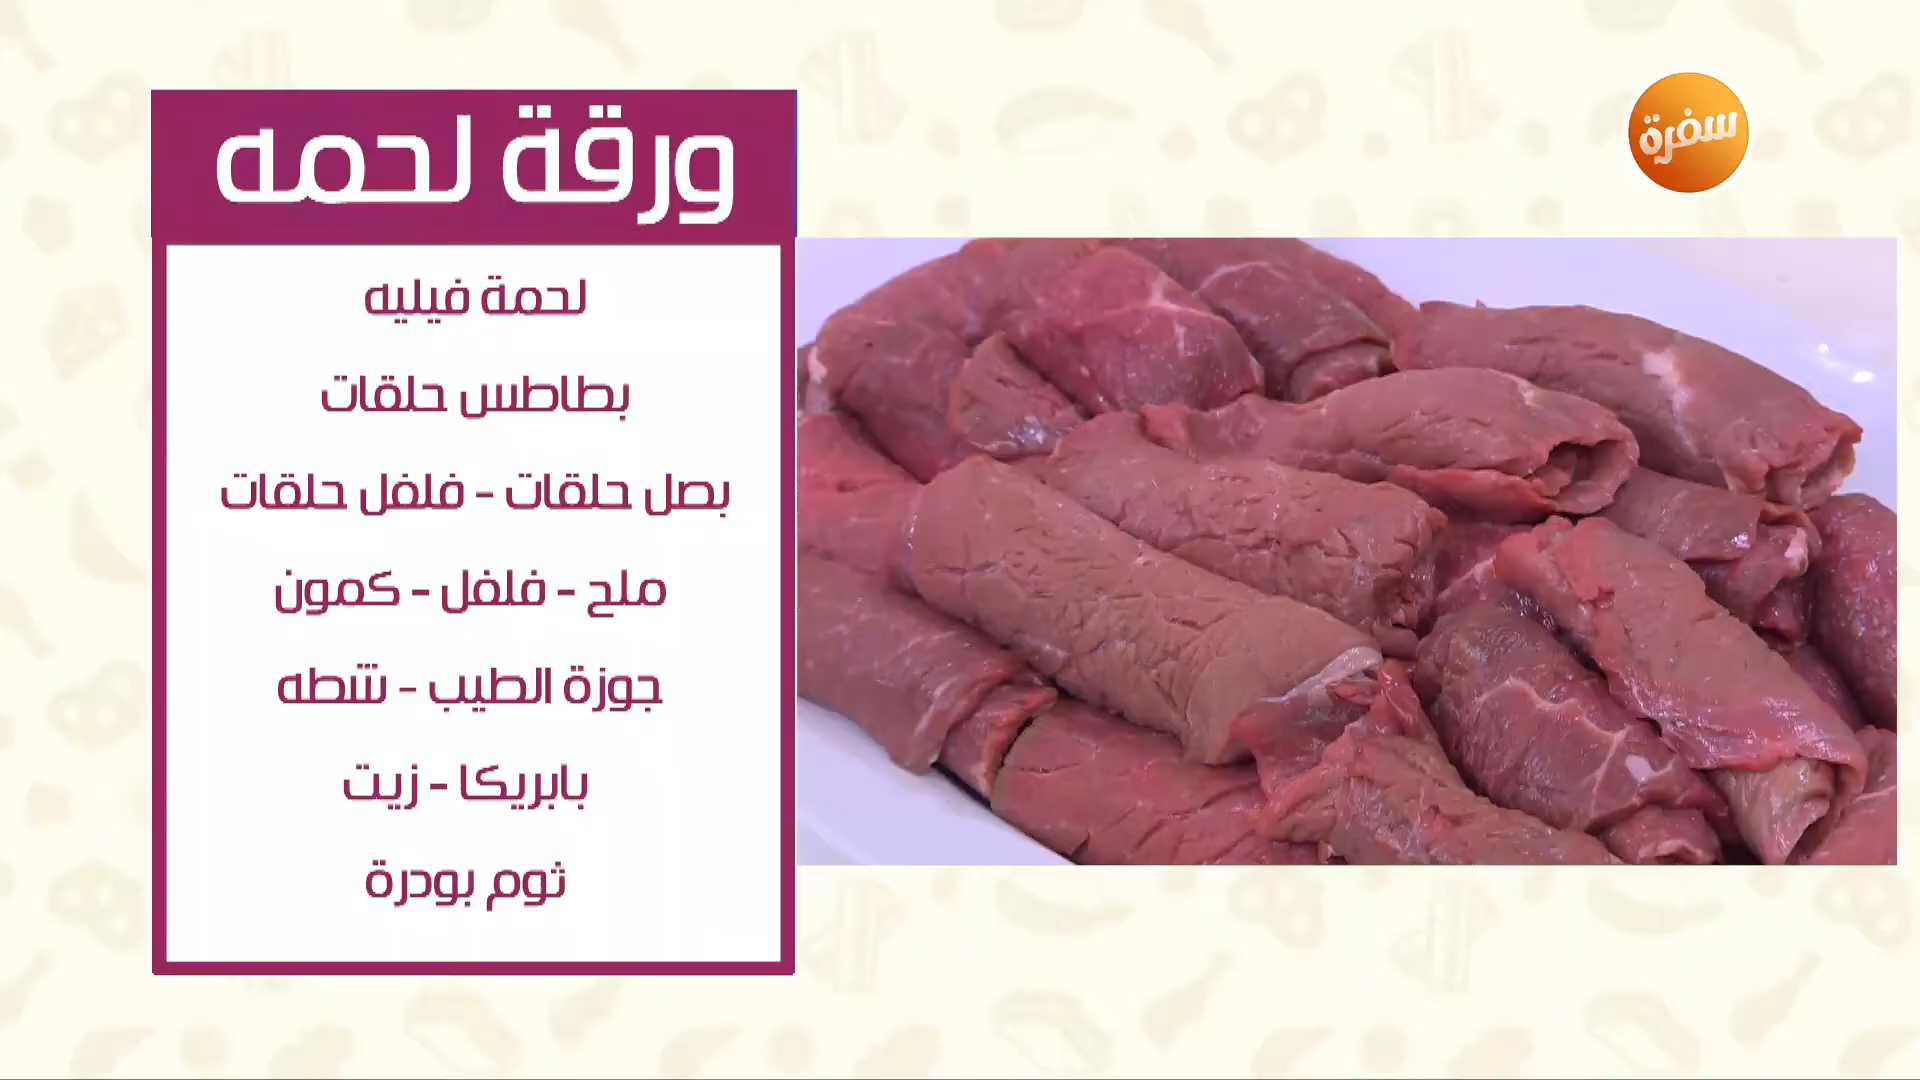 ورقة لحمه
سفرة
لحمة فيليه
بطاطس حلقات
بصل حلقات - فلفل حلقات
ملح - فلفل - كمون
جوزة الطيب - شطه
بابريكا - زيت
ثوم بودرة